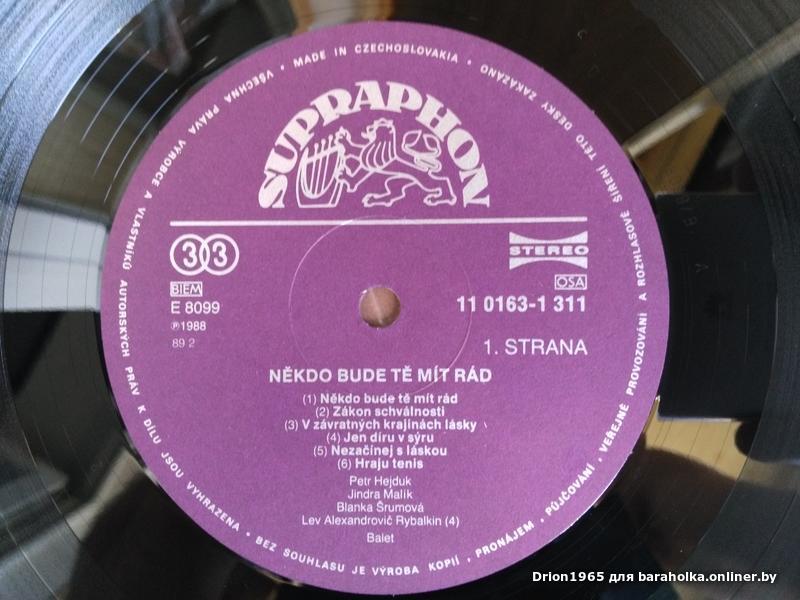 VŠECHNA PRÁVA VÝROBCE A VLASTNÍKŮ AUTORSKÝCH PRÁV K DÍLU JSOU VYHRAZENA • BEZ SOUHLASU JE VÝROBA KOPIÍ, PRONÁJEM, PŮJČOVÁNÍ, VEŘEJNÉ PROVOZOVÁNÍ A ROZHLASOVÉ ŠÍŘENÍ TÉTO DESKY ZAKÁZÁNO • MADE IN CZECHOSLOVAKIA •
SUPRAPHON
33
STEREO
BIEM
OSA
E 8099
11 0163-1 311
℗1988
89 2
1. STRANA
NĚKDO BUDE TĚ MÍT RÁD
(1) Někdo bude tě mít rád
(2) Zákon schválnosti
(3) V závratných krajinách lásky
(4) Jen díru v sýru
(5) Nezačínej s láskou
(6) Hraju tenis
Petr Hejduk
Jindra Malík
Blanka Šrumová
Lev Alexandrovič Rybalkin (4)
Balet
Drion1965 для baraholka.onliner.by